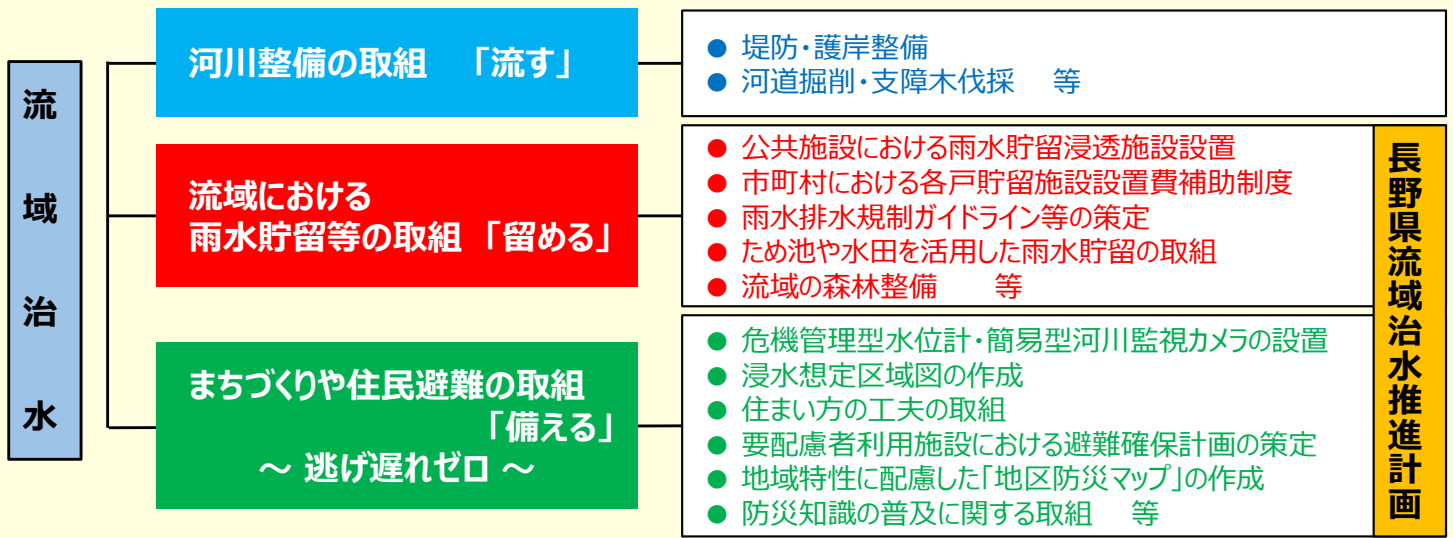 流域治水
河川整備の取組　「流す」
● 堤防・護岸整備
● 河道掘削・支障木伐採　等
流域における
雨水貯留等の取組 「留める」
● 公共施設における雨水貯留浸透施設設置
● 市町村における各戸貯留施設設置費補助制度
● 雨水排水規制ガイドライン等の策定
● ため池や水田を活用した雨水貯留の取組
● 流域の森林整備　　等
まちづくりや住民避難の取組
「備える」
～ 逃げ遅れゼロ ～
● 危機管理型水位計・簡易型河川監視カメラの設置
● 浸水想定区域図の作成
● 住まい方の工夫の取組
● 要配慮者利用施設における避難確保計画の策定
● 地域特性に配慮した「地区防災マップ」の作成
● 防災知識の普及に関する取組　等
長野県流域治水推進計画